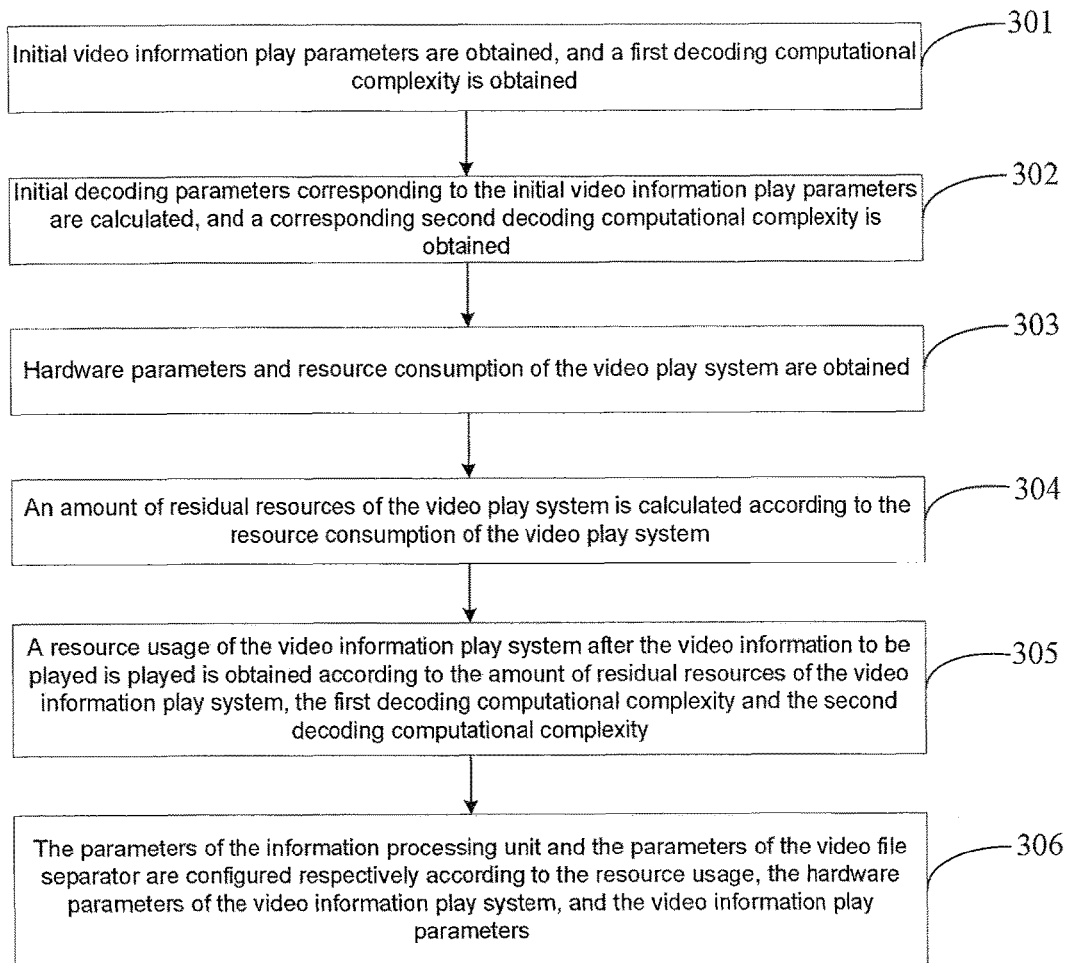 301
Initial video information play parameters are obtained, and a first decoding computational
complexity is obtained
302
Initial decoding parameters corresponding to the initial video information play parameters
are calculated, and a corresponding second decoding computational complexity is
obtained
303
Hardware parameters and resource consumption of the video play system are obtained
304
An amount of residual resources of the video play system is calculated according to the
resource consumption of the video play system
305
A resource usage of the video information play system after the video information to be
played is played is obtained according to the amount of residual resources of the video
information play system, the first decoding computational complexity and the second
decoding computational complexity
306
The parameters of the information processing unit and the parameters of the video file
separator are configured respectively according to the resource usage, the hardware
parameters of the video information play system, and the video information play
parameters